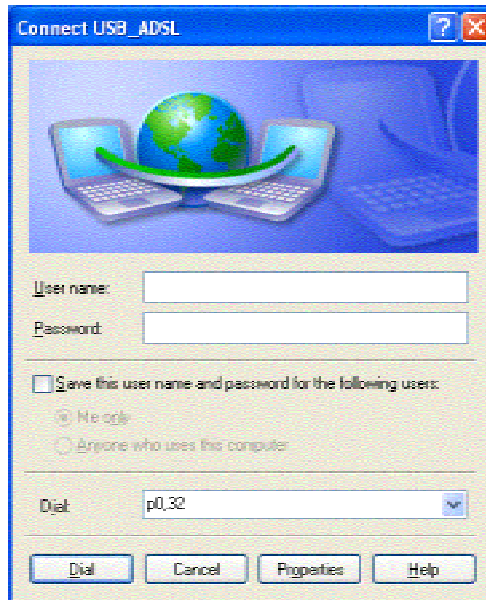 Connect USB_ADSL
User name:
Password:
Save this user name and password for the following users:
Me only
Anyone who uses this computer
Dial: p0,32
Dial Cancel Properties Help